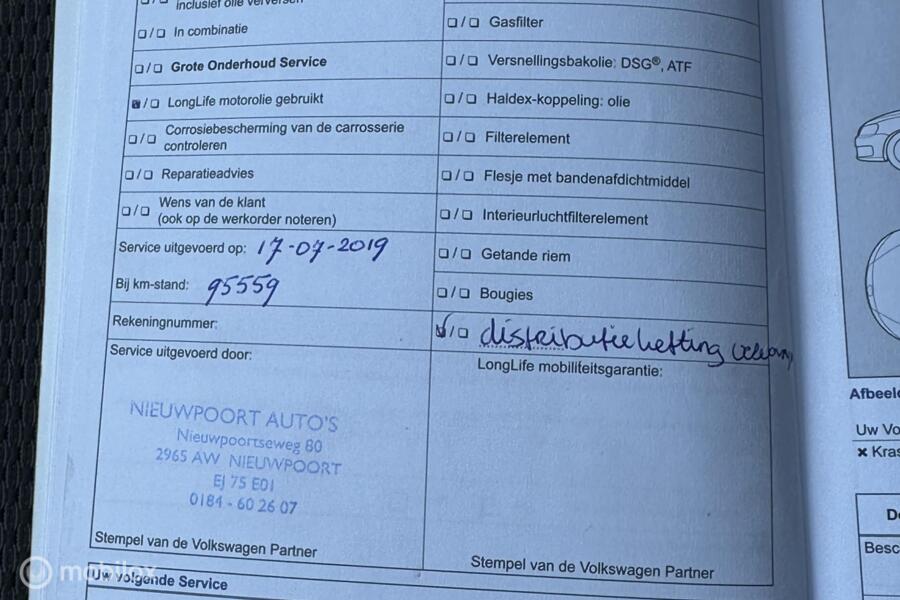 inclusief olie verversen
In combinatie
Grote Onderhoud Service
LongLife motorolie gebruikt
Corrosiebescherming van de carrosserie
controleren
Reparatieadvies
Wens van de klant
(ook op de werkorder noteren)
Service uitgevoerd op: 17-07-2019
Bij km-stand: 95559
Rekeningnummer:
Service uitgevoerd door:
NIEUWPOORT AUTO'S
Nieuwpoortseweg 80
2965 AW NIEUWPOORT
EJ 75 E01
0184 - 60 26 07
Stempel van de Volkswagen Partner
Uw volgende Service
Gasfilter
Versnellingsbakolie: DSG®, ATF
Haldex-koppeling: olie
Filterelement
Flesje met bandenafdichtmiddel
Interieurluchtfilterelement
Getande riem
Bougies
distributieketting
LongLife mobiliteitsgarantie:
Stempel van de Volkswagen Partner
Uw Vo
× Kras
mobilox